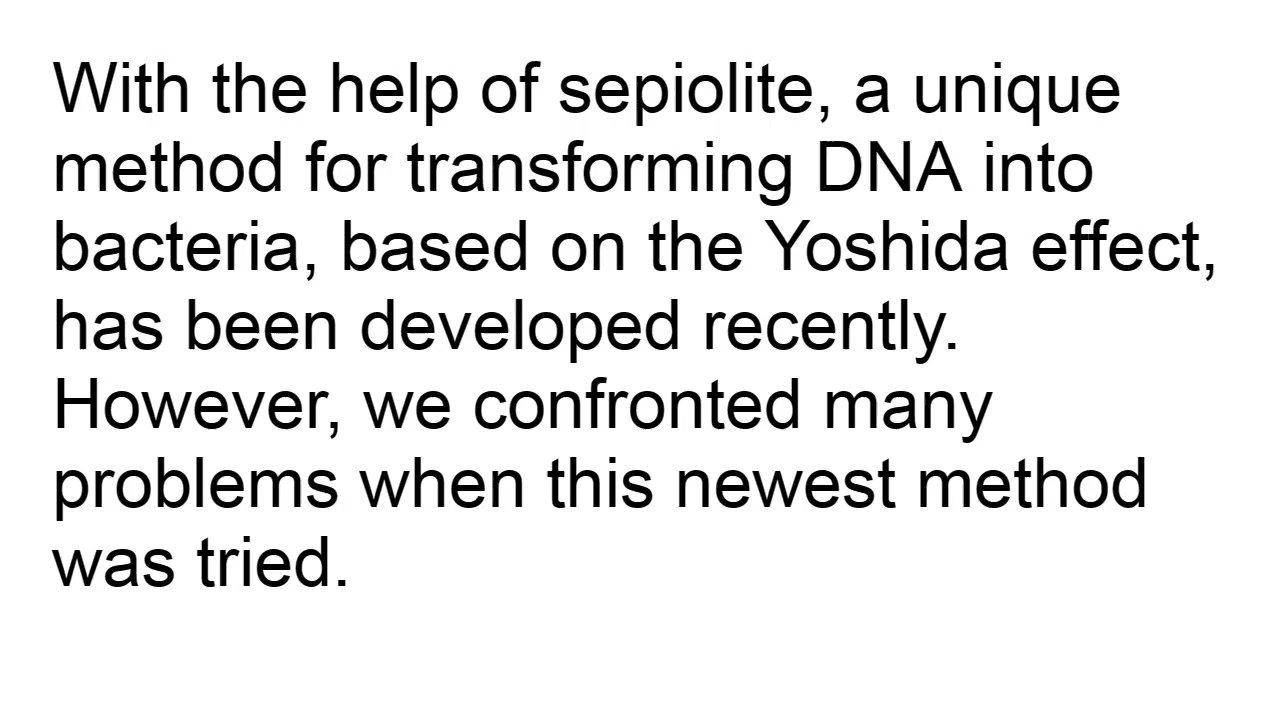 With the help of sepiolite, a unique
method for transforming DNA into
bacteria, based on the Yoshida effect,
has been developed recently.
However, we confronted many
problems when this newest method
was tried.